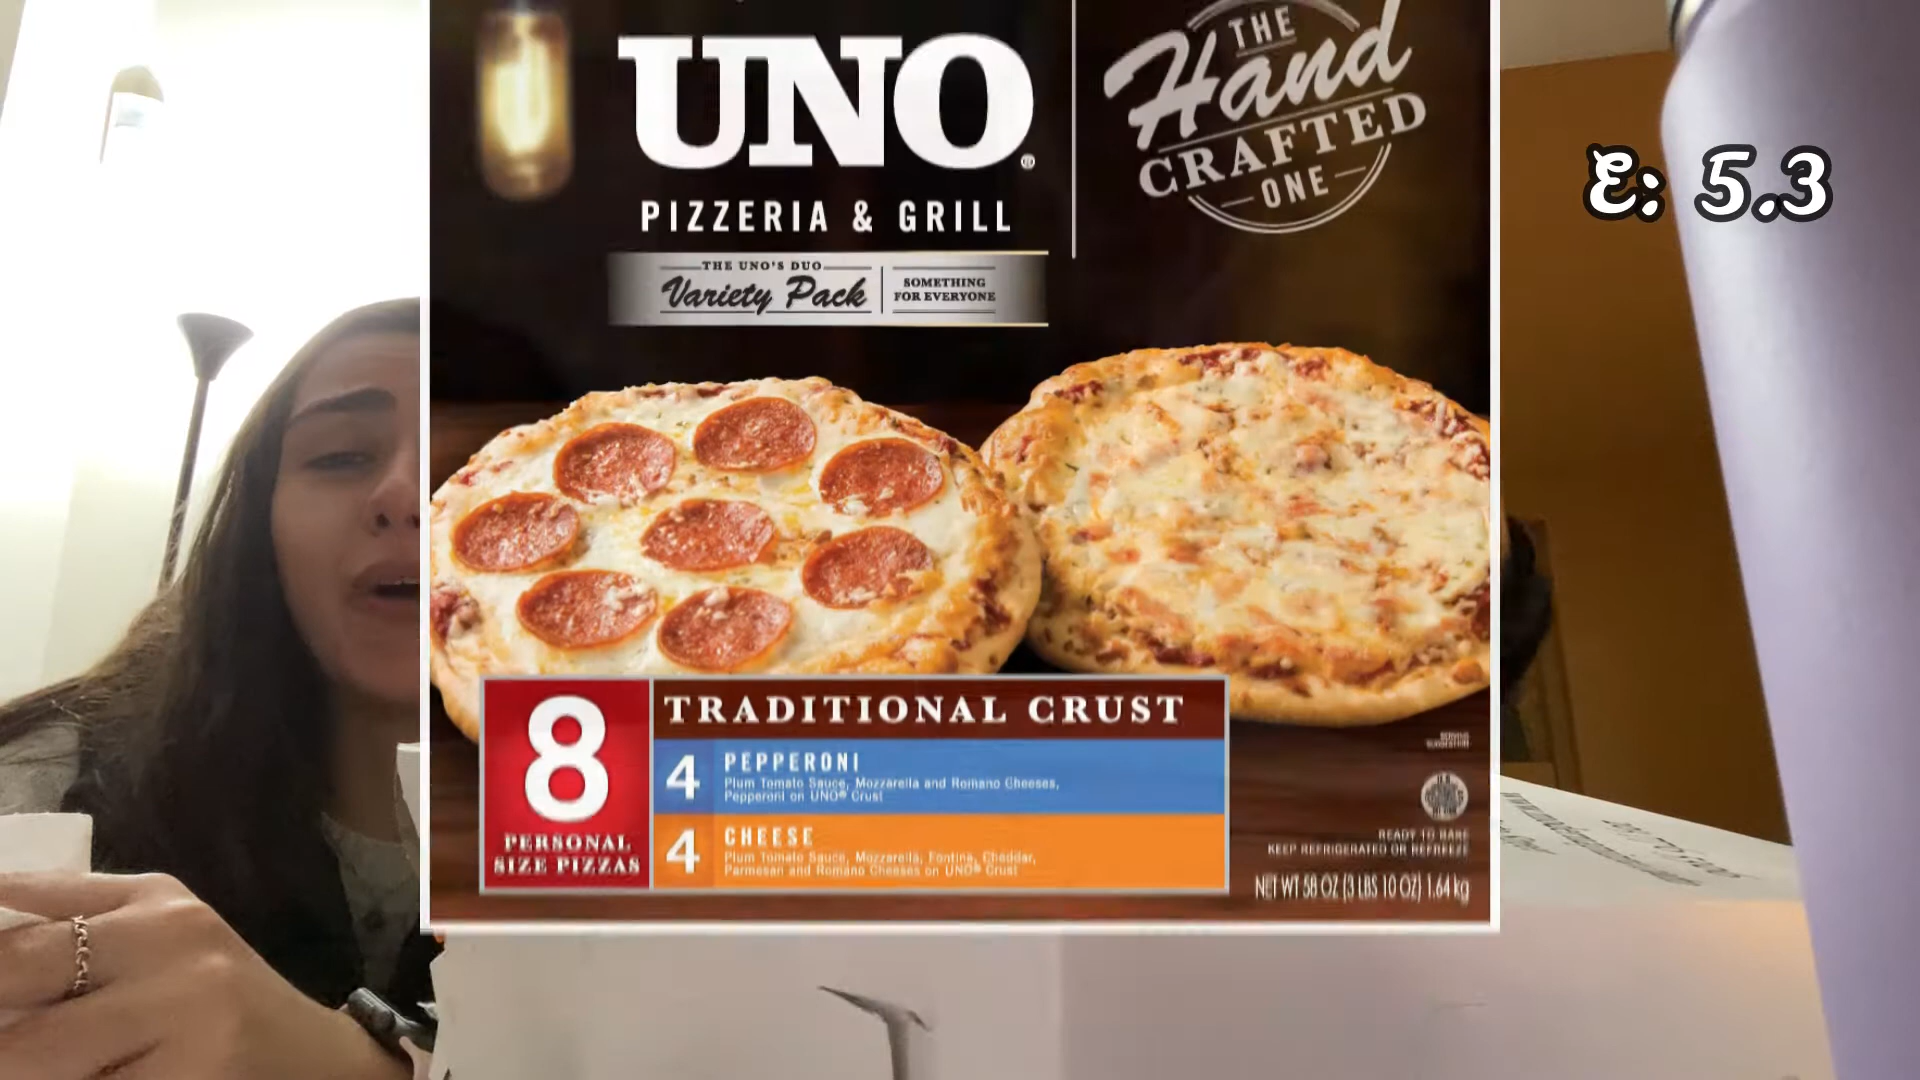 UNO®
PIZZERIA & GRILL
THE UNO'S DUO
Variety Pack
SOMETHING
FOR EVERYONE
THE
Hand
CRAFTED
ONE
E: 5.3
8
PERSONAL
SIZE PIZZAS
TRADITIONAL CRUST
4 PEPPERONI
Plum Tomato Sauce, Mozzarella and Romano Cheeses,
Pepperoni on UNO® Crust
4 CHEESE
Plum Tomato Sauce, Mozzarella, Fontina, Cheddar,
Parmesan and Romano Cheeses on UNO® Crust
SERVING
SUGGESTION
READY TO BAKE
KEEP REFRIGERATED OR REFREEZE
NET WT 58 OZ (3 LBS 10 OZ) 1.64 kg